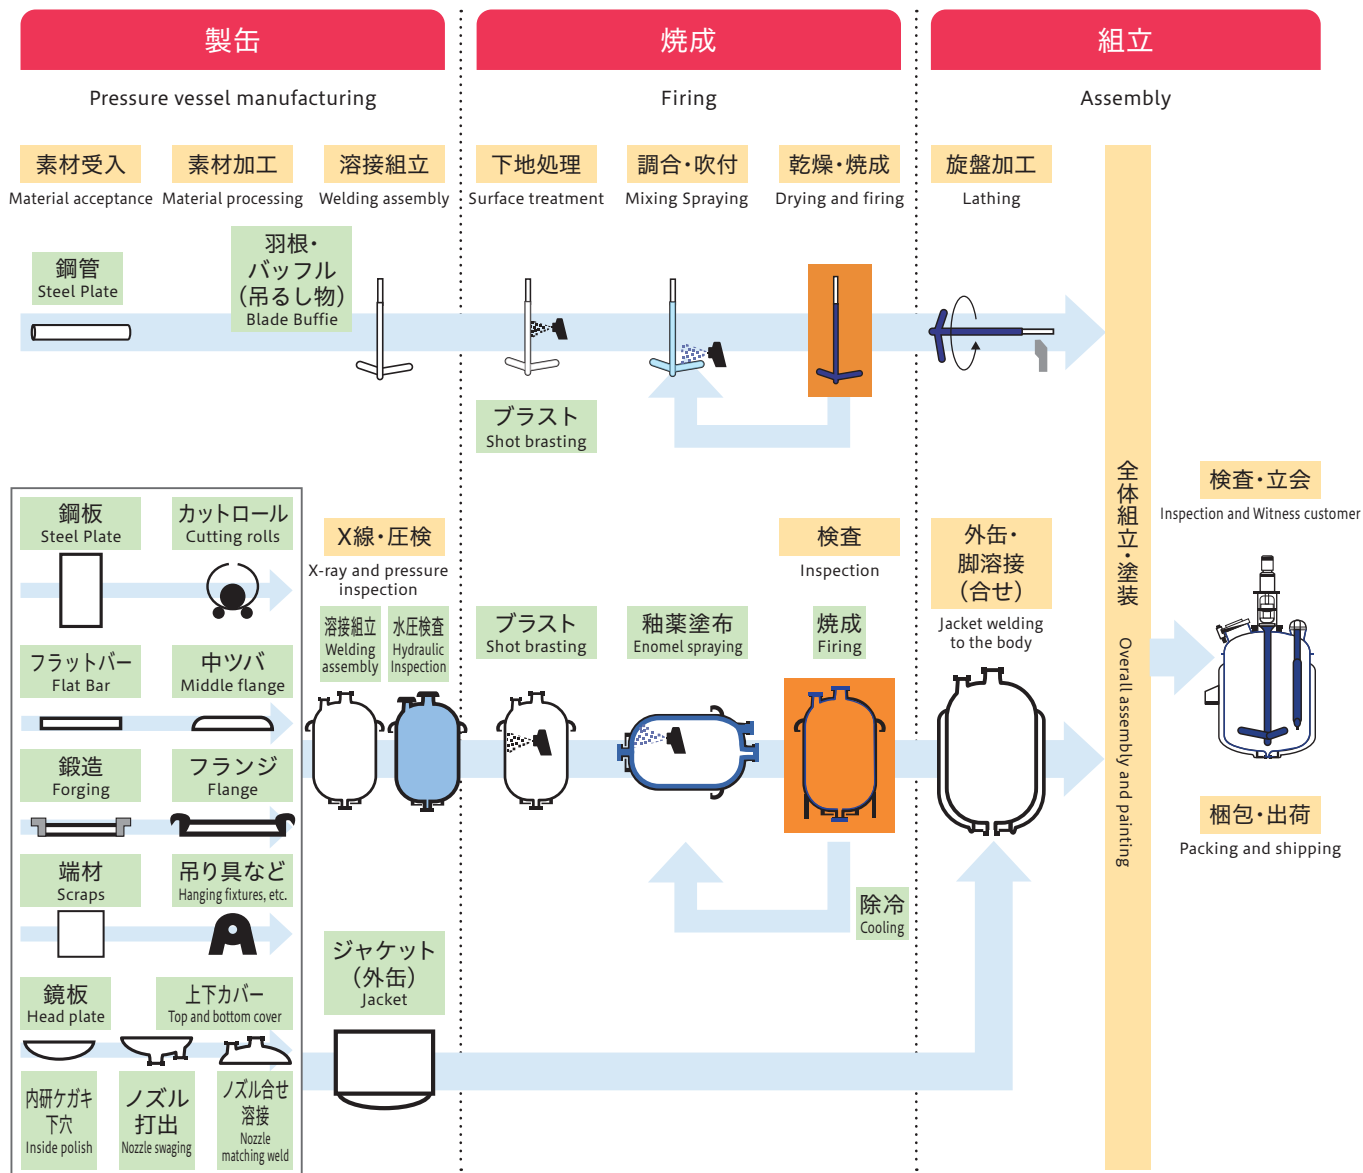 製缶
焼成
組立
Pressure vessel manufacturing
Firing
Assembly
素材受入
Material acceptance
素材加工
Material processing
溶接組立
Welding assembly
下地処理
Surface treatment
調合・吹付
Mixing Spraying
乾燥・焼成
Drying and firing
旋盤加工
Lathing
鋼管
Steel Plate
羽根・
バッフル
(吊るし物)
Blade Buffie
ブラスト
Shot brasting
鋼板
Steel Plate
カットロール
Cutting rolls
フラットバー
Flat Bar
中ツバ
Middle flange
鍛造
Forging
フランジ
Flange
端材
Scraps
吊り具など
Hanging fixtures, etc.
鏡板
Head plate
上下カバー
Top and bottom cover
内研ケガキ
下穴
Inside polish
ノズル
打出
Nozzle swaging
ノズル合せ
溶接
Nozzle
matching weld
X線・圧検
X-ray and pressure
inspection
溶接組立
Welding
assembly
水圧検査
Hydraulic
Inspection
ジャケット
(外缶)
Jacket
ブラスト
Shot brasting
釉薬塗布
Enomel spraying
検査
Inspection
焼成
Firing
除冷
Cooling
外缶・
脚溶接
(合せ)
Jacket welding
to the body
全体組立・塗装
Overall assembly and painting
検査・立会
Inspection and Witness customer
梱包・出荷
Packing and shipping